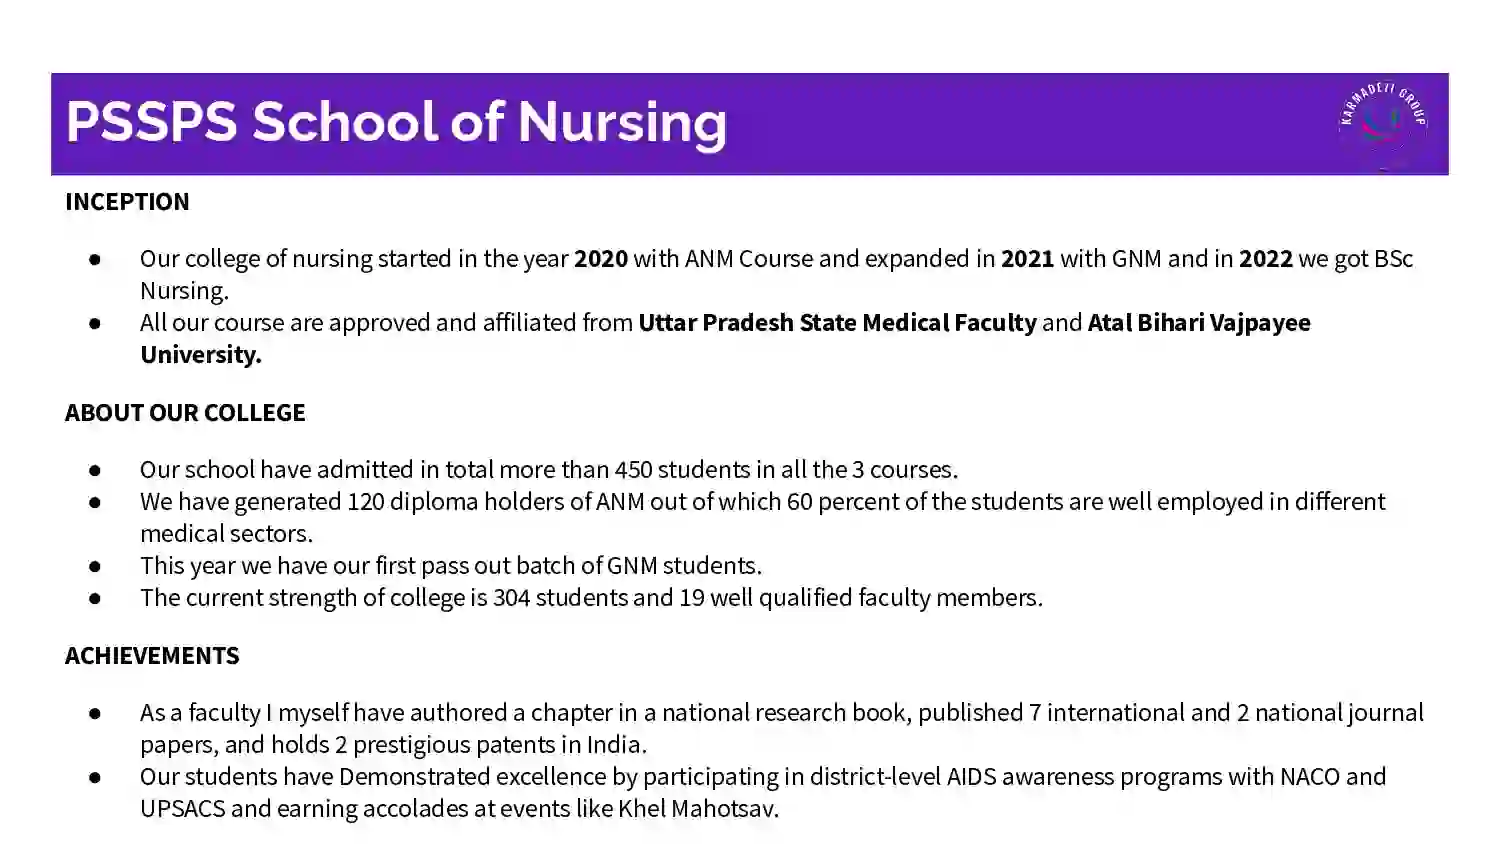 PSSPS School of Nursing
KARMADETI GROUP
INCEPTION
● Our college of nursing started in the year 2020 with ANM Course and expanded in 2021 with GNM and in 2022 we got BSc
Nursing.
● All our course are approved and affiliated from Uttar Pradesh State Medical Faculty and Atal Bihari Vajpayee
University.
ABOUT OUR COLLEGE
● Our school have admitted in total more than 450 students in all the 3 courses.
● We have generated 120 diploma holders of ANM out of which 60 percent of the students are well employed in different
medical sectors.
● This year we have our first pass out batch of GNM students.
● The current strength of college is 304 students and 19 well qualified faculty members.
ACHIEVEMENTS
● As a faculty I myself have authored a chapter in a national research book, published 7 international and 2 national journal
papers, and holds 2 prestigious patents in India.
● Our students have Demonstrated excellence by participating in district-level AIDS awareness programs with NACO and
UPSACS and earning accolades at events like Khel Mahotsav.